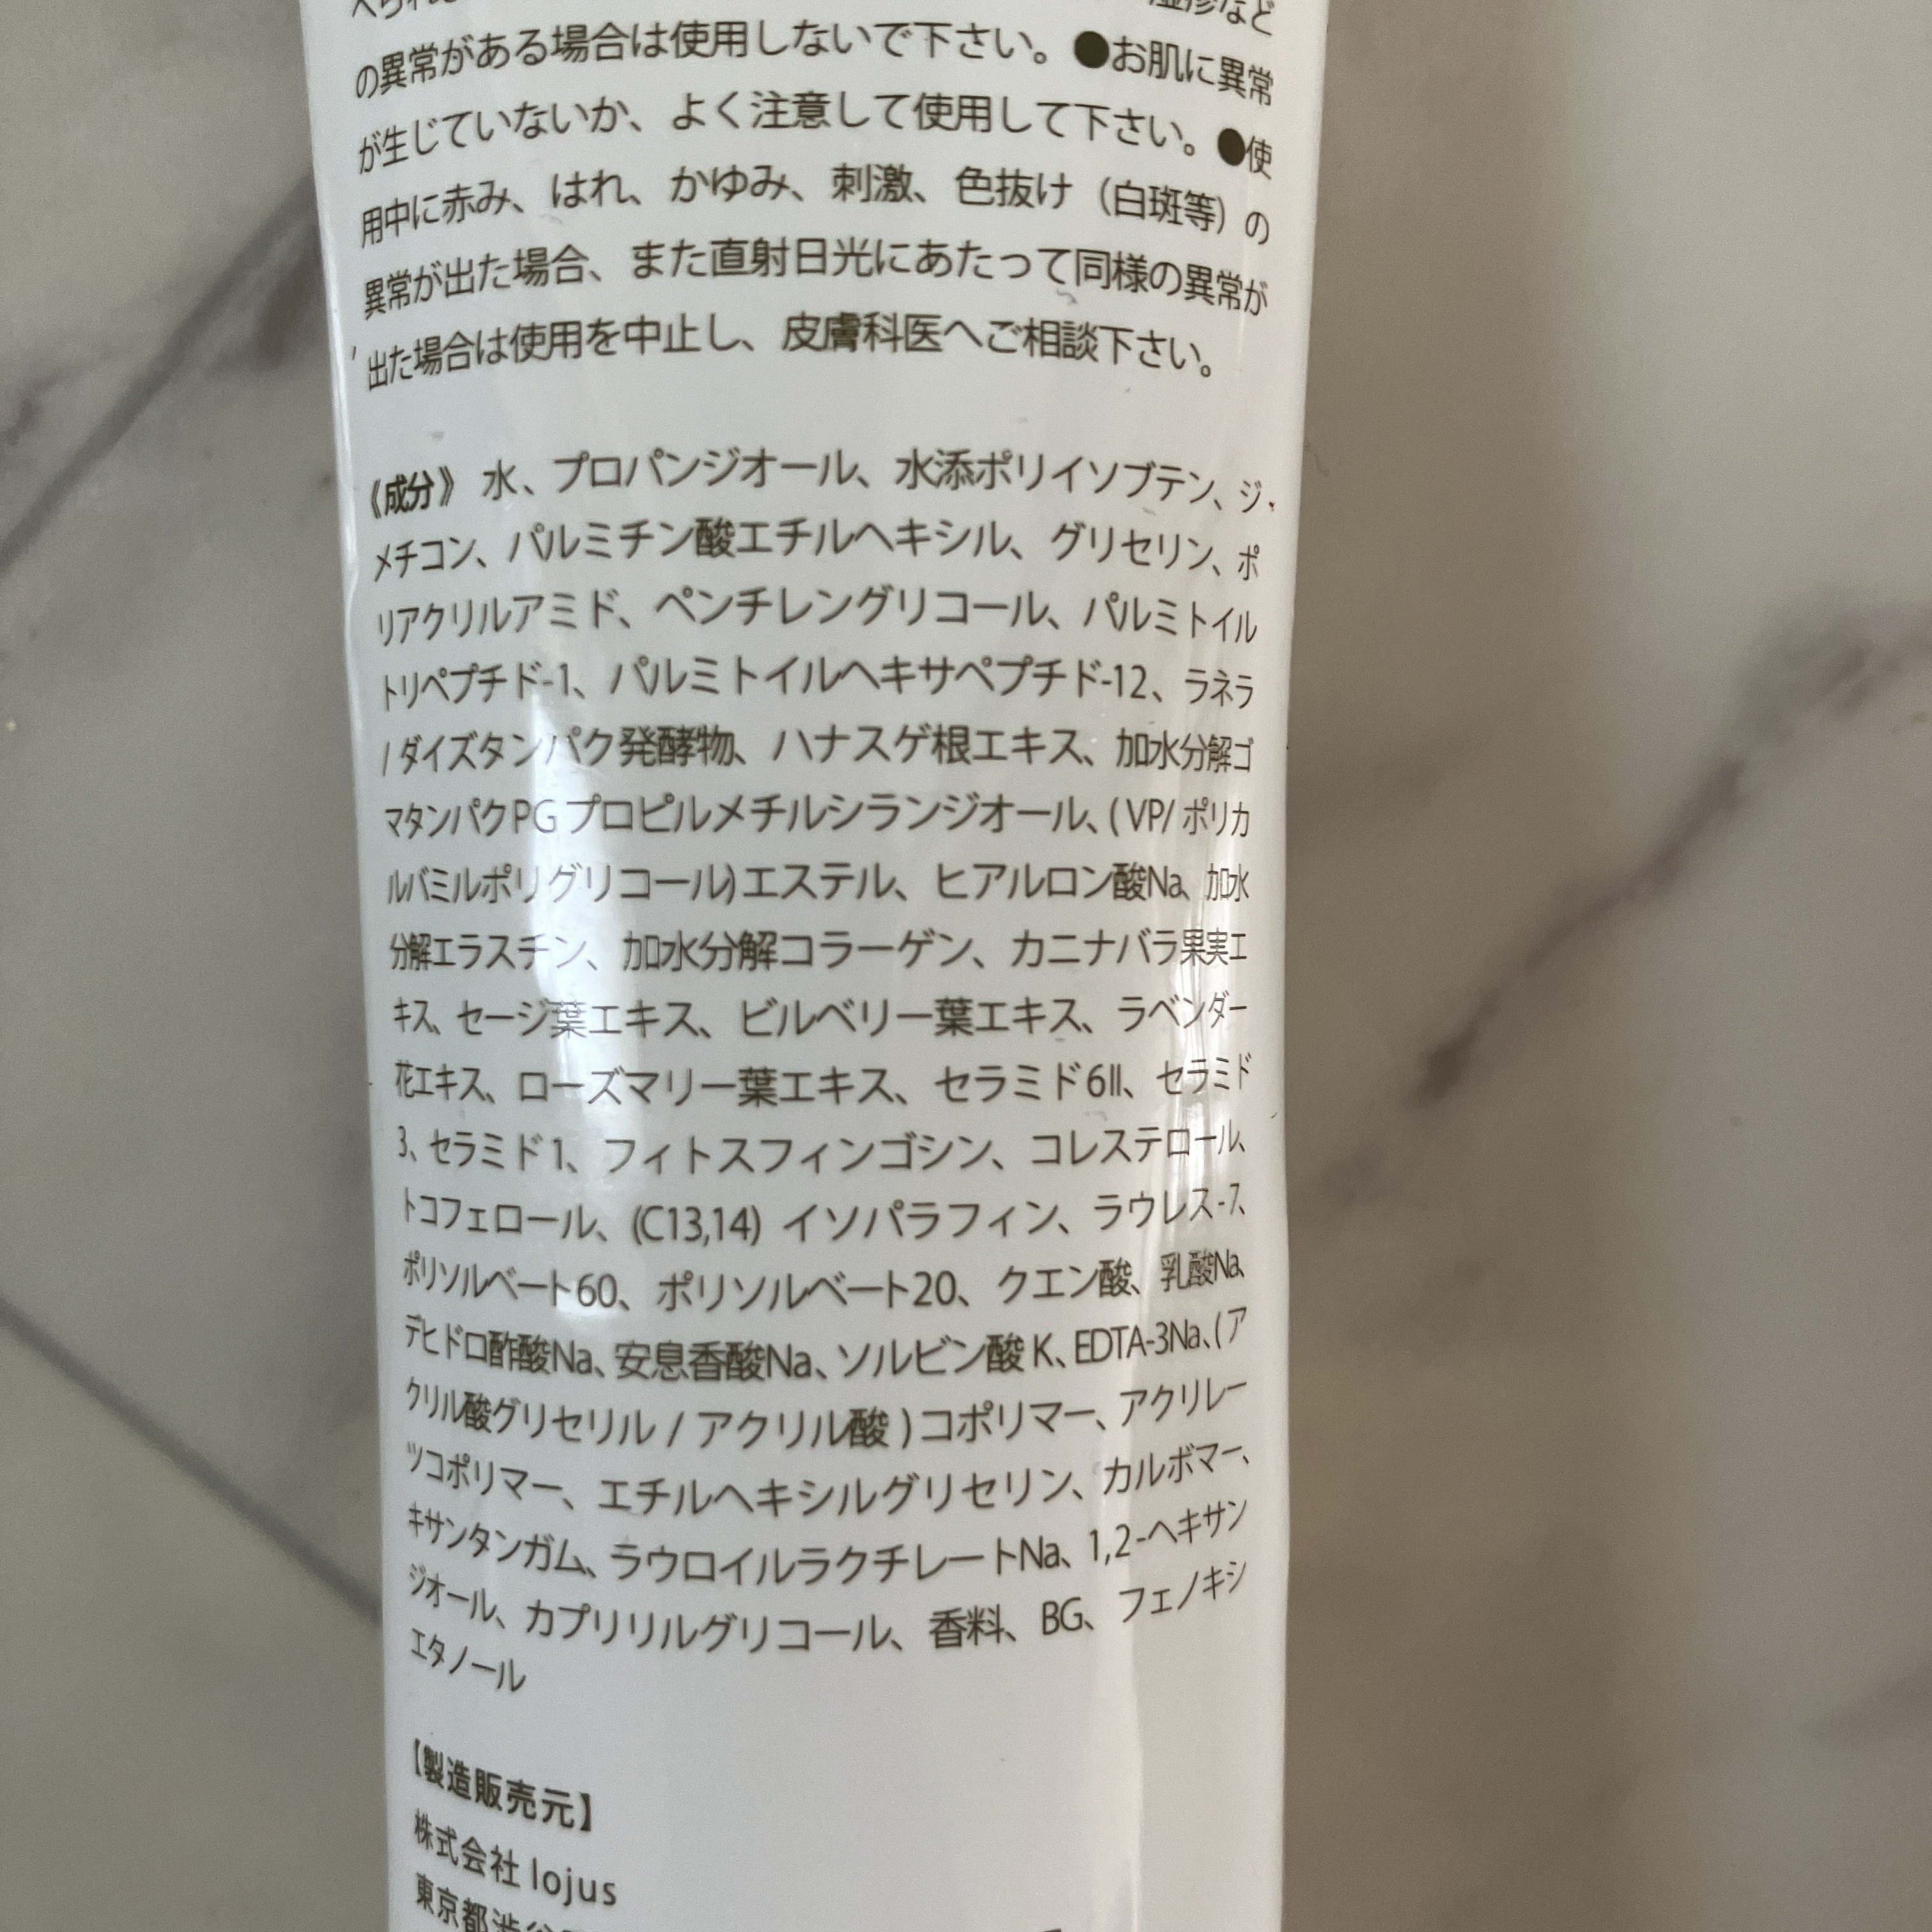 湿疹など
の異常がある場合は使用しないで下さい。●お肌に異常
が生じていないか、よく注意して使用して下さい。●使
用中に赤み、はれ、かゆみ、刺激、色抜け（白斑等）の
異常が出た場合、また直射日光にあたって同様の異常が
出た場合は使用を中止し、皮膚科医へご相談下さい。
《成分》 水、プロパンジオール、水添ポリイソブテン、ジ
メチコン、パルミチン酸エチルヘキシル、グリセリン、ポ
リアクリルアミド、ペンチレングリコール、パルミトイル
トリペプチド-1、パルミトイルヘキサペプチド-12、ラネラ
/ ダイズタンパク発酵物、ハナスゲ根エキス、加水分解ゴ
マタンパクPG プロピルメチルシランジオール、( VP/ ポリカ
ルバミルポリグリコール)エステル、ヒアルロン酸Na、加水
分解エラスチン、加水分解コラーゲン、カニナバラ果実エ
キス、セージ葉エキス、ビルベリー葉エキス、ラベンダー
花エキス、ローズマリー葉エキス、セラミド6II、セラミド
3、セラミド 1、フィトスフィンゴシン、コレステロール、
トコフェロール、(C13,14) イソパラフィン、ラウレス-7、
ポリソルベート60、ポリソルベート20、クエン酸、乳酸Na、
デヒドロ酢酸Na、安息香酸Na、ソルビン酸 K、EDTA-3Na、( ア
クリル酸グリセリル / アクリル酸 ) コポリマー、アクリレー
ツコポリマー、エチルヘキシルグリセリン、カルボマー、
キサンタンガム、ラウロイルラクチレートNa、1,2-ヘキサン
ジオール、カプリリルグリコール、香料、BG、フェノキシ
エタノール
【製造販売元】
株式会社 lojus
東京都渋谷